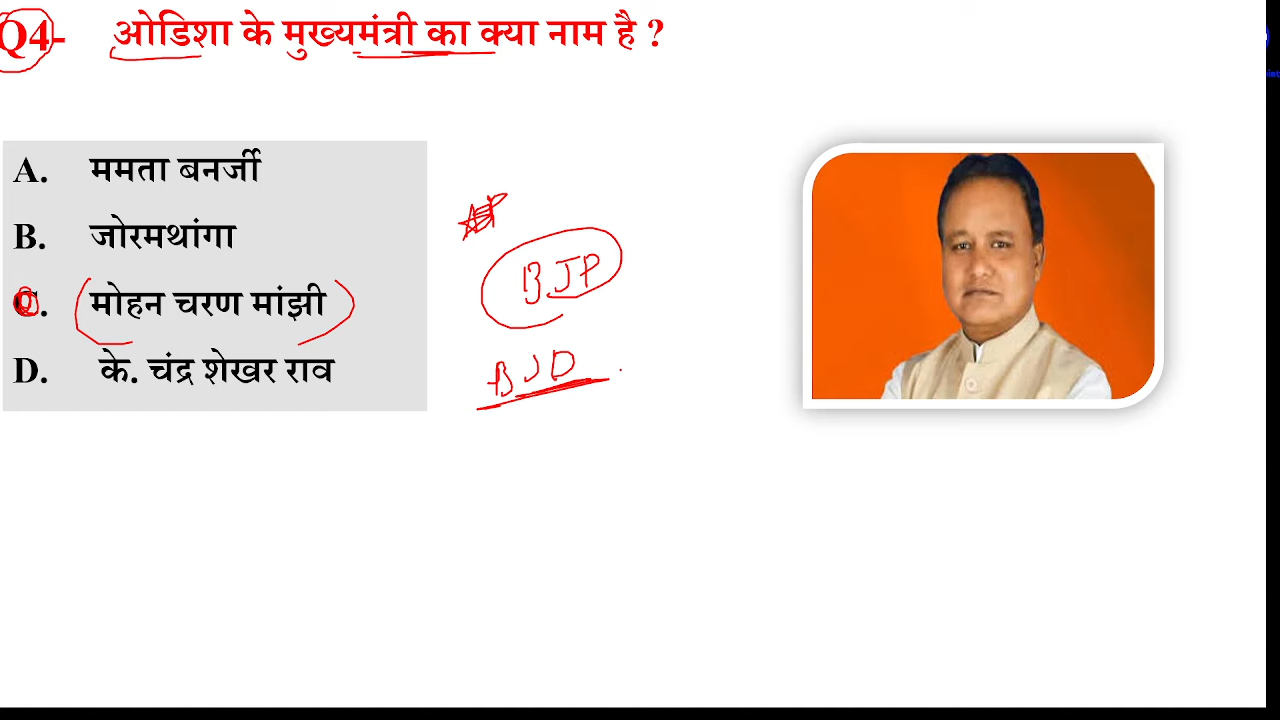 Q4- ओडिशा के मुख्यमंत्री का क्या नाम है ?
A. ममता बनर्जी
B. जोरमथांगा
C. मोहन चरण मांझी
D. के. चंद्र शेखर राव
BJP
BJD